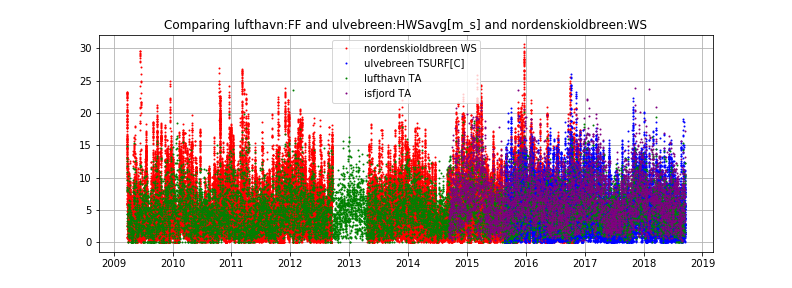 Comparing lufthavn:FF and ulvebreen:HWSavg[m_s] and nordenskioldbreen:WS
30
25
20
15
10
5
0
nordenskioldbreen WS
ulvebreen TSURF[C]
lufthavn TA
isfjord TA
2009 2010 2011 2012 2013 2014 2015 2016 2017 2018 2019